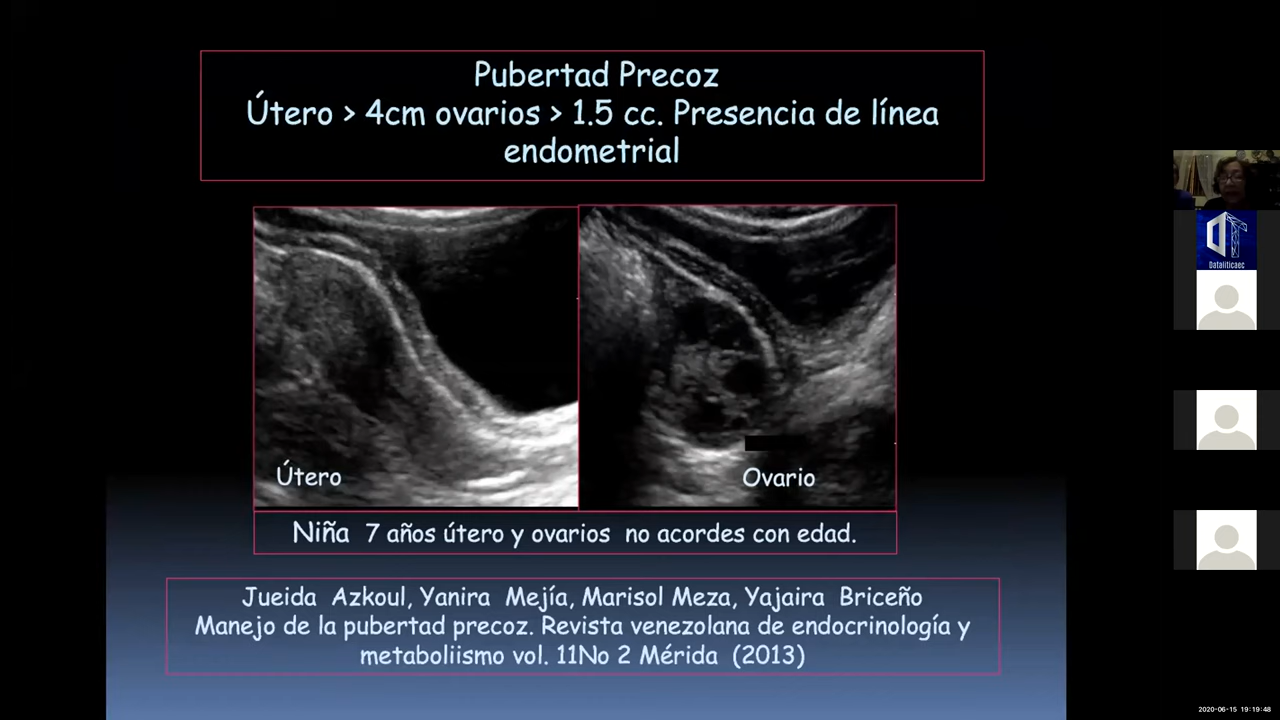 Pubertad Precoz
Útero > 4cm ovarios > 1.5 cc. Presencia de línea
endometrial
Útero
Ovario
Niña 7 años útero y ovarios no acordes con edad.
Jueida Azkoul, Yanira Mejía, Marisol Meza, Yajaira Briceño
Manejo de la pubertad precoz. Revista venezolana de endocrinología y
metaboliismo vol. 11No 2 Mérida (2013)
Dataliticaec
2020-06-15 19:19:48